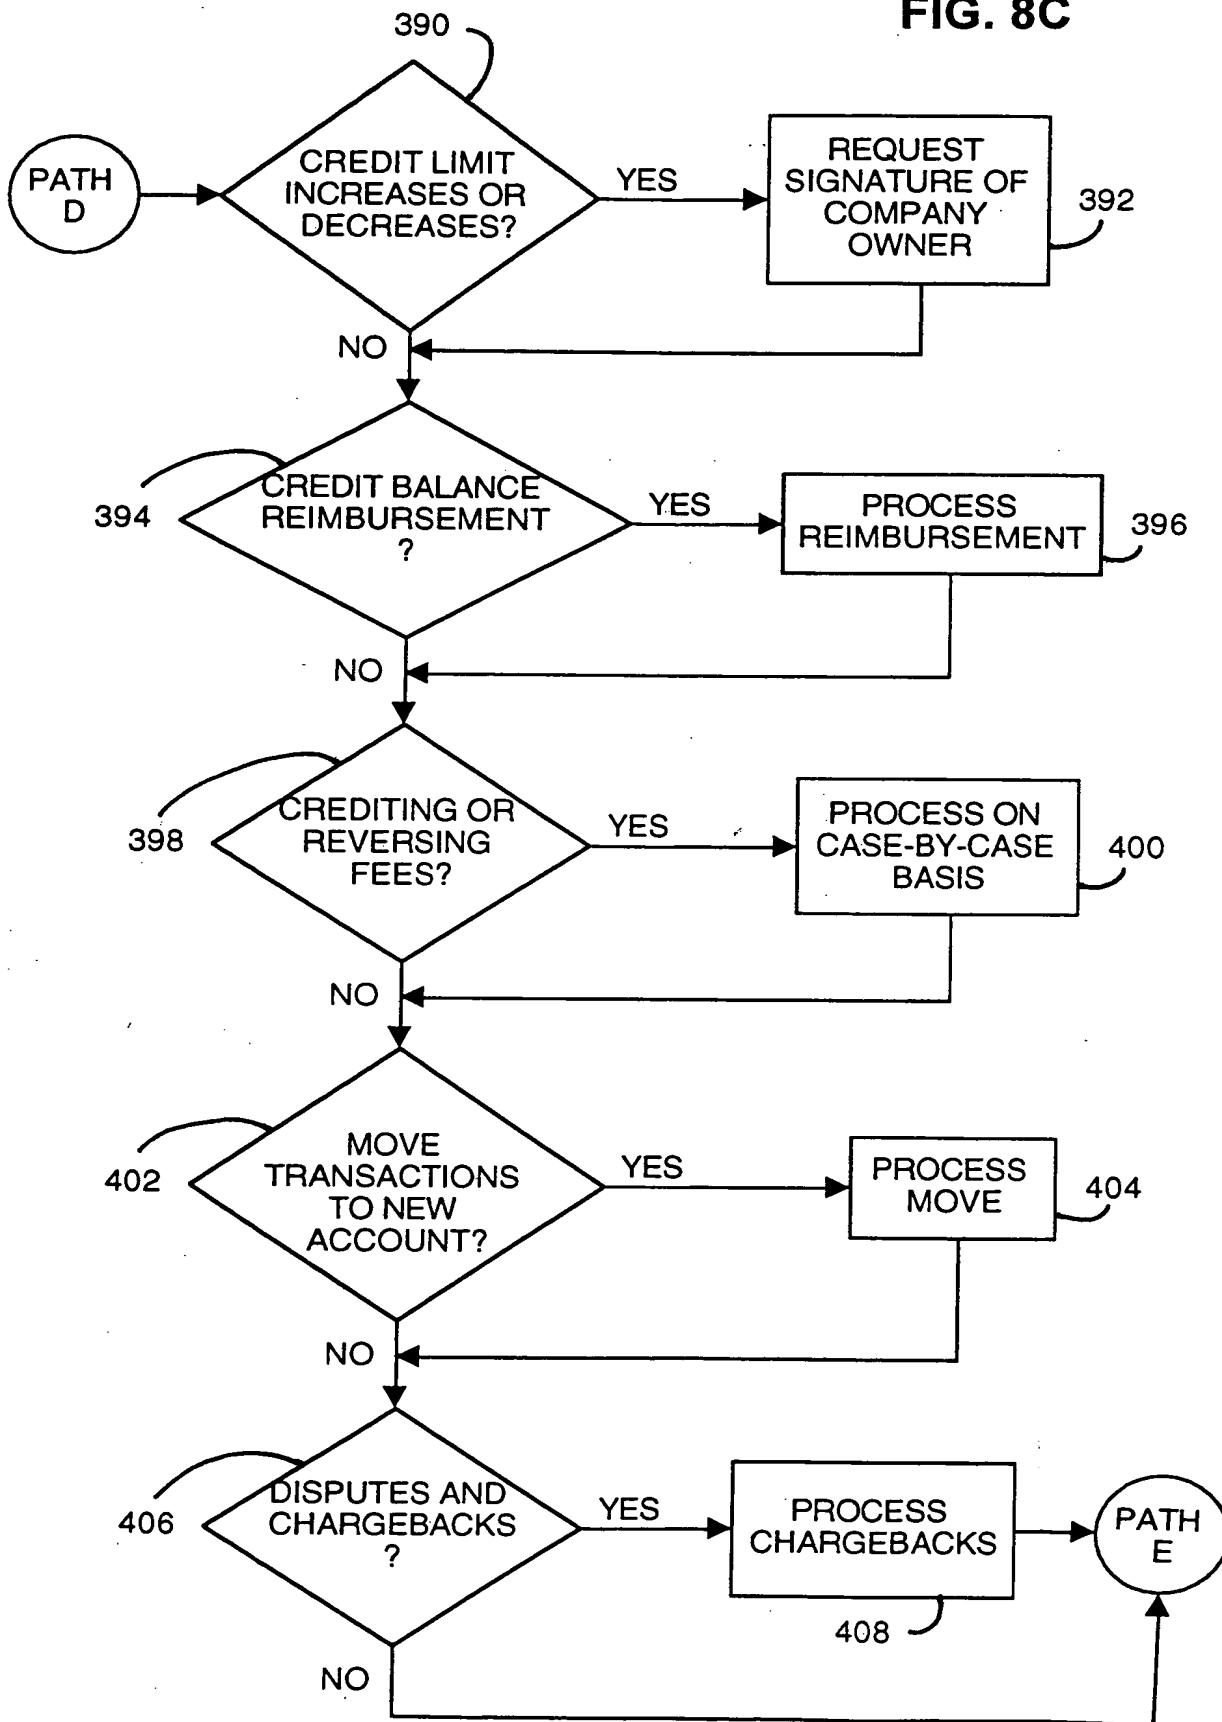 FIG. 8C
390
PATH
D
CREDIT LIMIT
INCREASES OR
DECREASES?
YES
REQUEST
SIGNATURE OF
COMPANY
OWNER
392
NO
394
CREDIT BALANCE
REIMBURSEMENT
?
YES
PROCESS
REIMBURSEMENT
396
NO
398
CREDITING OR
REVERSING
FEES?
YES
PROCESS ON
CASE-BY-CASE
BASIS
400
NO
402
MOVE
TRANSACTIONS
TO NEW
ACCOUNT?
YES
PROCESS
MOVE
404
NO
406
DISPUTES AND
CHARGEBACKS
?
YES
PROCESS
CHARGEBACKS
408
PATH
E
NO